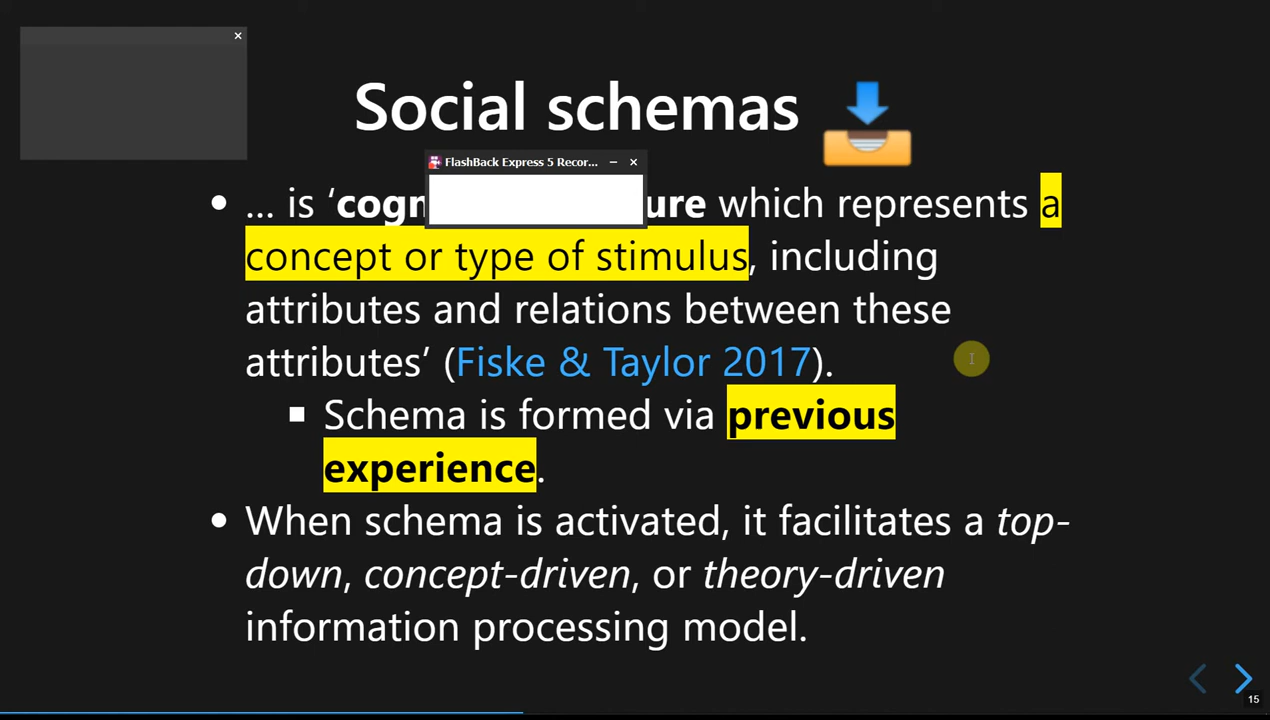 Social schemas
FlashBack Express 5 Recor...
... is ‘cogn ure which represents a
concept or type of stimulus, including
attributes and relations between these
attributes’ (Fiske & Taylor 2017).
Schema is formed via previous
experience.
When schema is activated, it facilitates a top-
down, concept-driven, or theory-driven
information processing model.
15